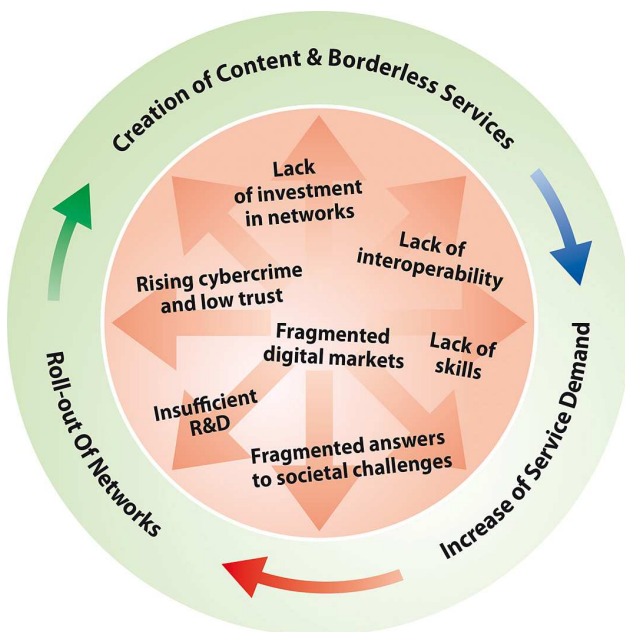 Creation of Content & Borderless Services
Lack
of investment
in networks
Lack of
interoperability
Rising cybercrime
and low trust
Fragmented
digital markets
Lack of
skills
Insufficient
R&D
Fragmented answers
to societal challenges
Increase of Service Demand
Roll-out Of Networks